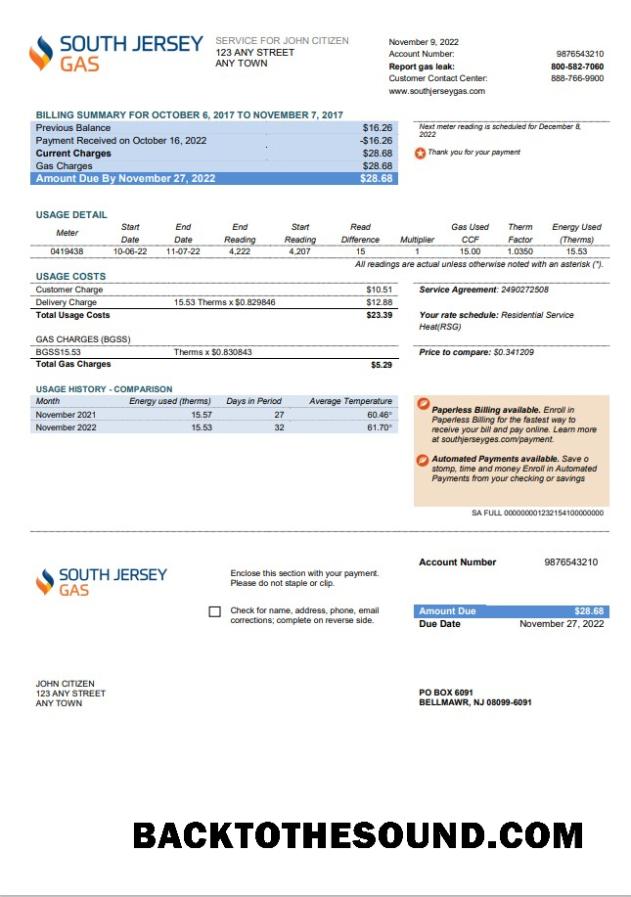 SOUTH JERSEY
GAS
SERVICE FOR JOHN CITIZEN
123 ANY STREET
ANY TOWN
November 9, 2022
Account Number: 9876543210
Report gas leak: 800-582-7060
Customer Contact Center: 888-766-9900
www.southjerseygas.com
BILLING SUMMARY FOR OCTOBER 6, 2017 TO NOVEMBER 7, 2017
Previous Balance $16.26
Payment Received on October 16, 2022 -$16.26
Current Charges $28.68
Gas Charges $28.68
Amount Due By November 27, 2022 $28.68
Next meter reading is scheduled for December 8,
2022
Thank you for your payment
USAGE DETAIL
Meter Start Date End Date End Reading Start Reading Read Difference Multiplier Gas Used CCF Therm Factor Energy Used (Therms)
0419438 10-06-22 11-07-22 4,222 4,207 15 1 15.00 1.0350 15.53
All readings are actual unless otherwise noted with an asterisk (*).
USAGE COSTS
Customer Charge $10.51
Delivery Charge 15.53 Therms x $0.829846 $12.88
Total Usage Costs $23.39
Service Agreement: 2490272508
Your rate schedule: Residential Service
Heat(RSG)
GAS CHARGES (BGSS)
BGSS15.53 Therms x $0.830843
Total Gas Charges $5.29
Price to compare: $0.341209
USAGE HISTORY - COMPARISON
Month Energy used (therms) Days in Period Average Temperature
November 2021 15.57 27 60.46°
November 2022 15.53 32 61.70°
Paperless Billing available. Enroll in
Paperless Billing for the fastest way to
receive your bill and pay online. Learn more
at southjerseyges.com/payment.
Automated Payments available. Save o
stomp, time and money Enroll in Automated
Payments from your checking or savings
SA FULL 000000001232154100000000
SOUTH JERSEY
GAS
Enclose this section with your payment.
Please do not staple or clip.
Check for name, address, phone, email
corrections; complete on reverse side.
Account Number 9876543210
Amount Due $28.68
Due Date November 27, 2022
JOHN CITIZEN
123 ANY STREET
ANY TOWN
PO BOX 6091
BELLMAWR, NJ 08099-6091
BACKTOTHESOUND.COM